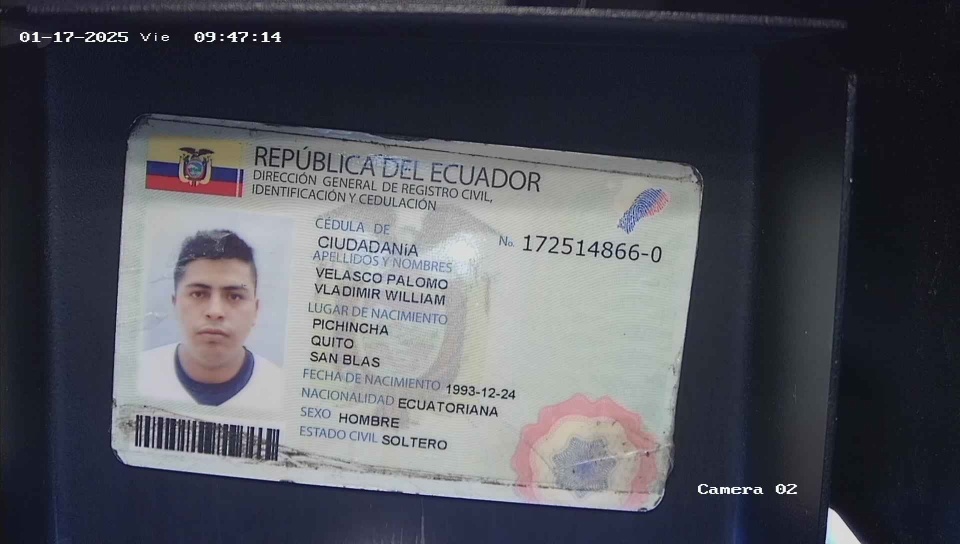 01-17-2025 Vie 09:47:14
REPÚBLICA DEL ECUADOR
DIRECCIÓN GENERAL DE REGISTRO CIVIL,
IDENTIFICACIÓN Y CEDULACIÓN
CÉDULA DE
CIUDADANÍA
No. 172514866-0
APELLIDOS Y NOMBRES
VELASCO PALOMO
VLADIMIR WILLIAM
LUGAR DE NACIMIENTO
PICHINCHA
QUITO
SAN BLAS
FECHA DE NACIMIENTO 1993-12-24
NACIONALIDAD ECUATORIANA
SEXO HOMBRE
ESTADO CIVIL SOLTERO
Camera 02